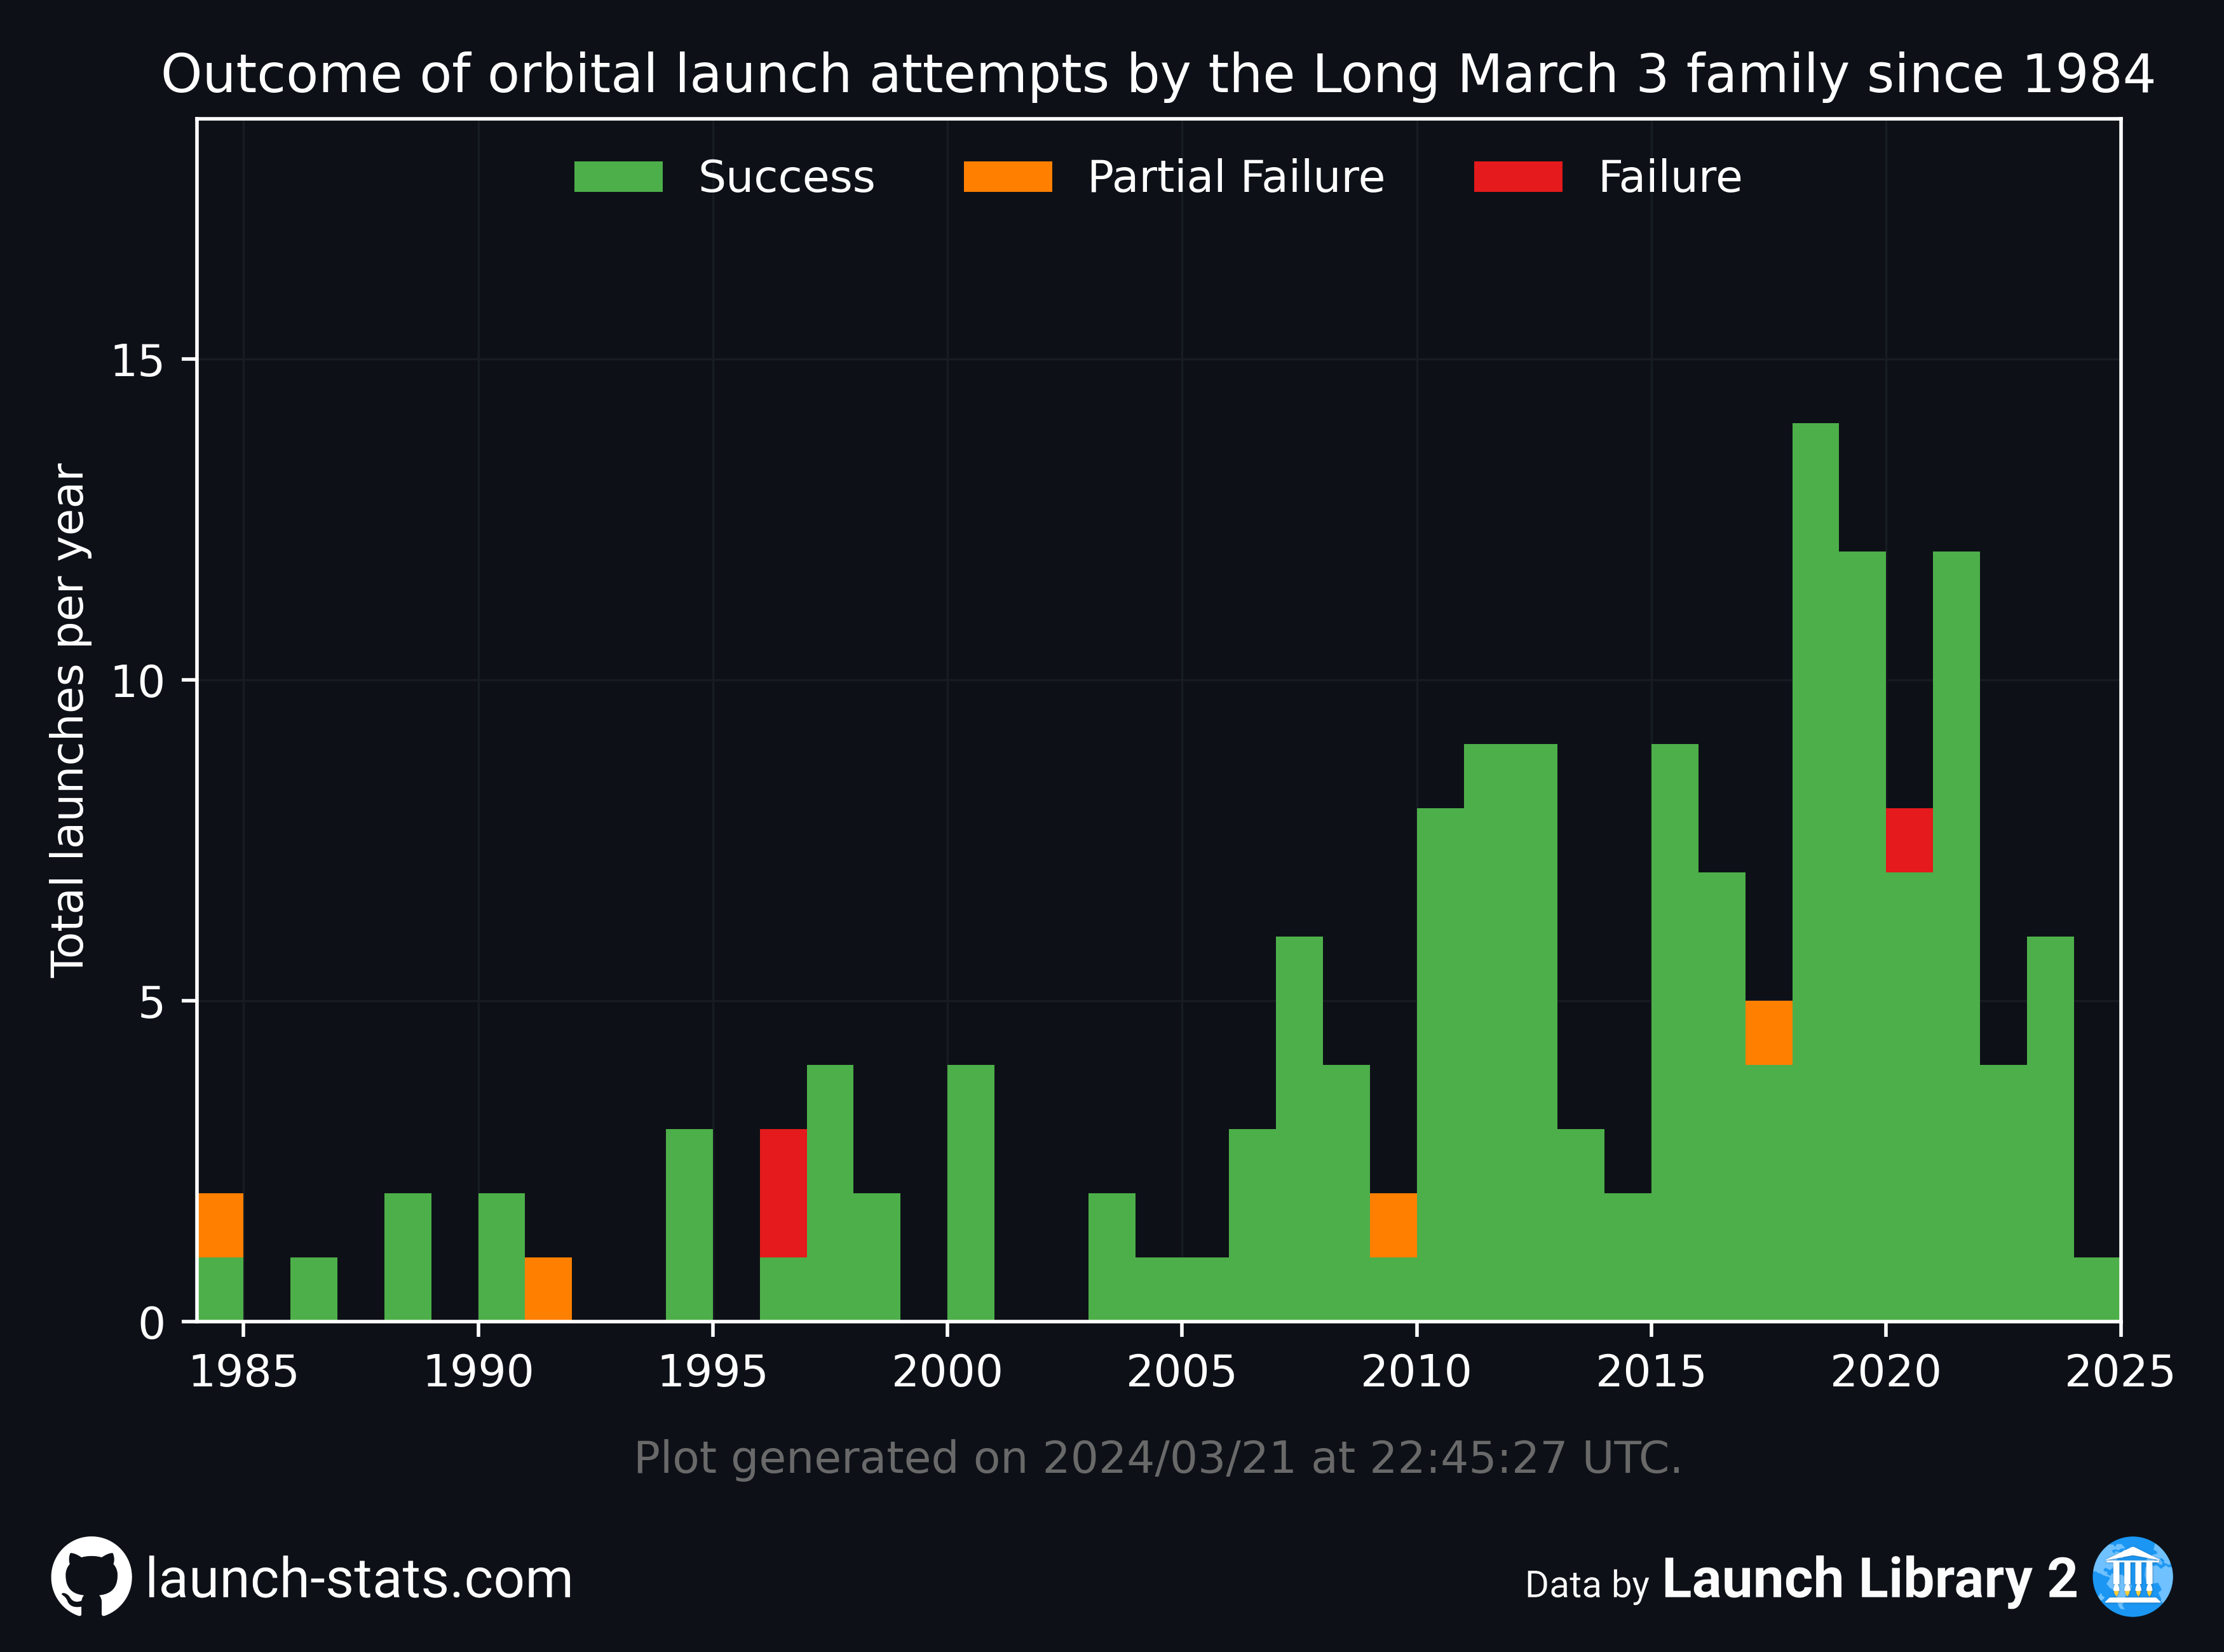 Outcome of orbital launch attempts by the Long March 3 family since 1984
Success
Partial Failure
Failure
Total launches per year
15
10
5
0
1985
1990
1995
2000
2005
2010
2015
2020
2025
Plot generated on 2024/03/21 at 22:45:27 UTC.
launch-stats.com
Data by Launch Library 2